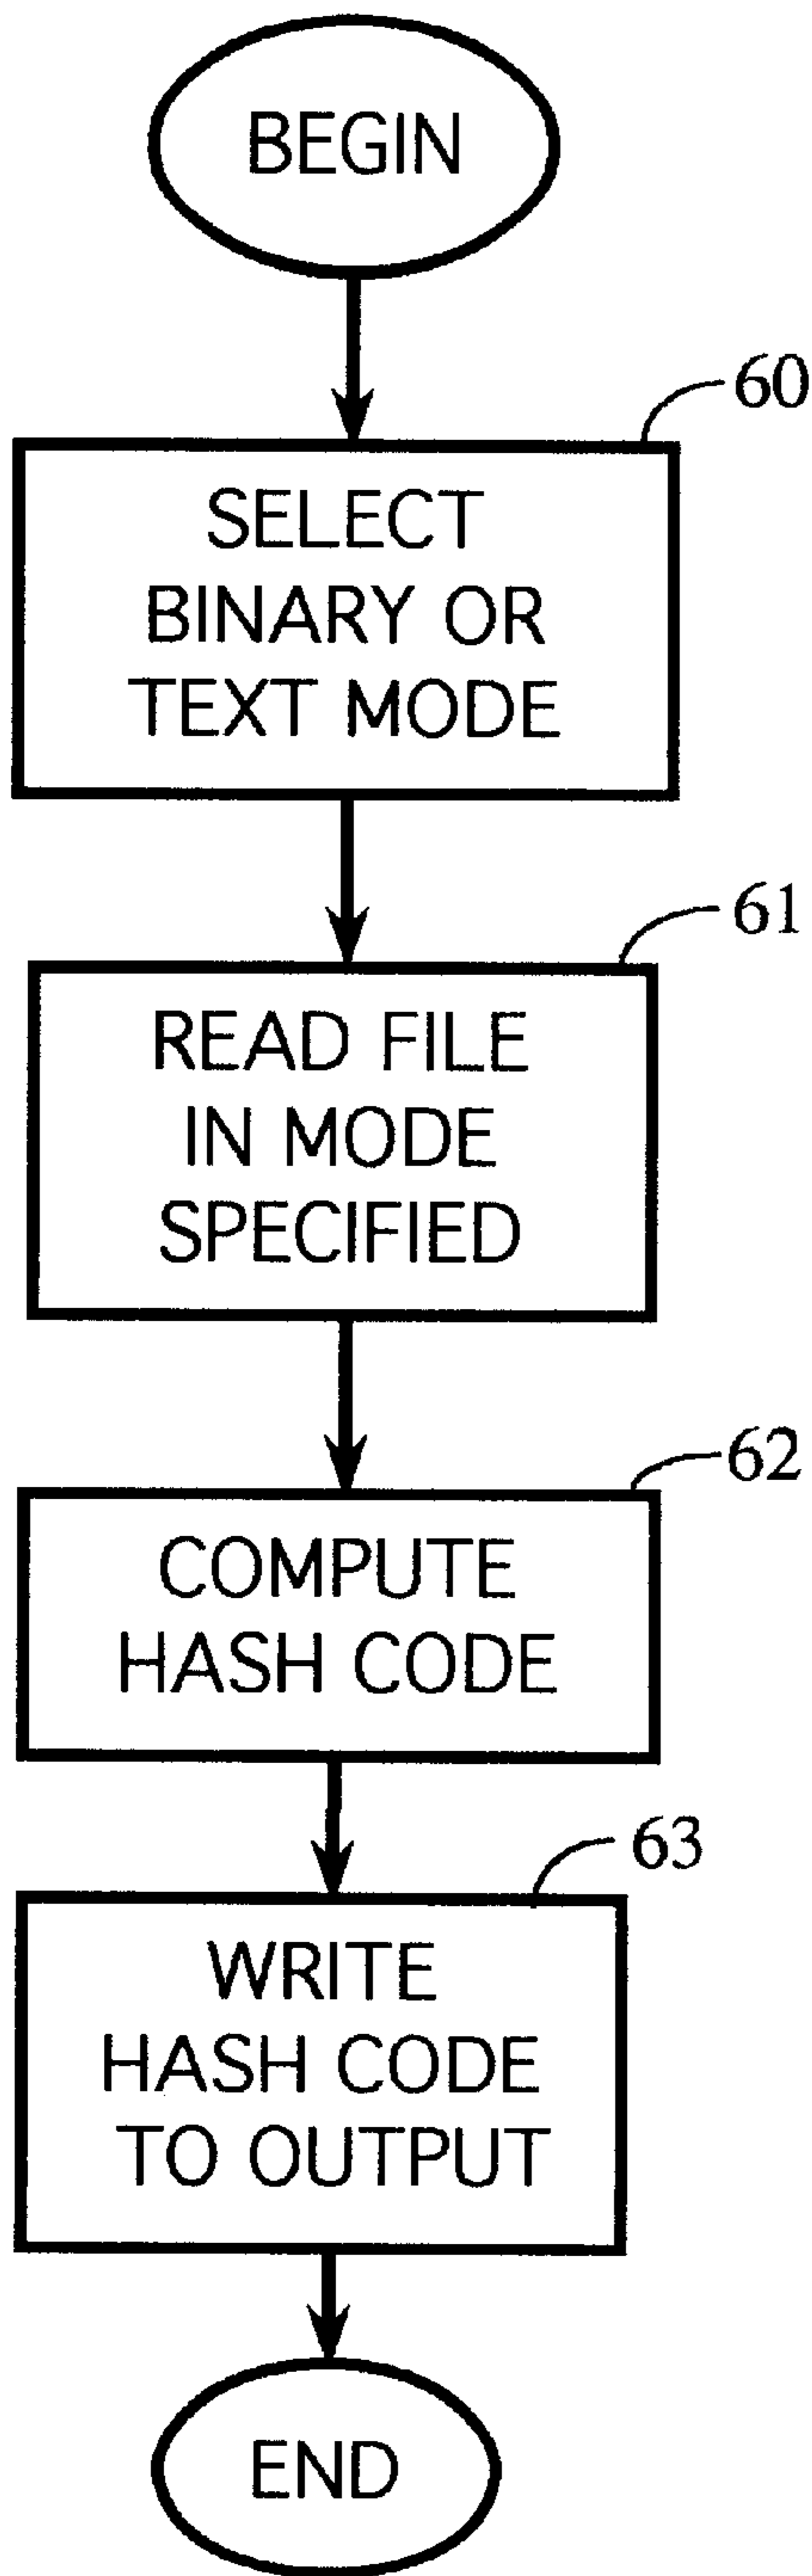 BEGIN
60
SELECT
BINARY OR
TEXT MODE
61
READ FILE
IN MODE
SPECIFIED
62
COMPUTE
HASH CODE
63
WRITE
HASH CODE
TO OUTPUT
END